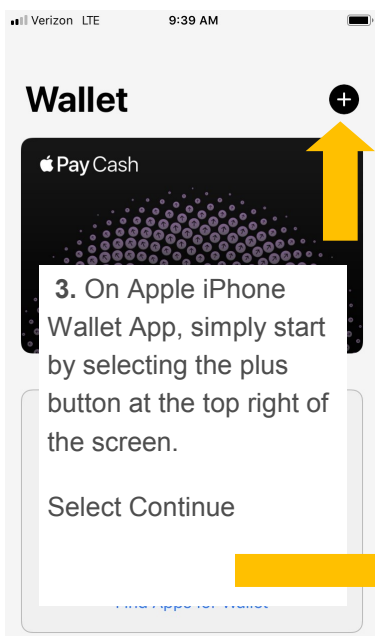 Verizon LTE 9:39 AM
Wallet
Pay Cash
3. On Apple iPhone
Wallet App, simply start
by selecting the plus
button at the top right of
the screen.
Select Continue
Find Apps for Wallet